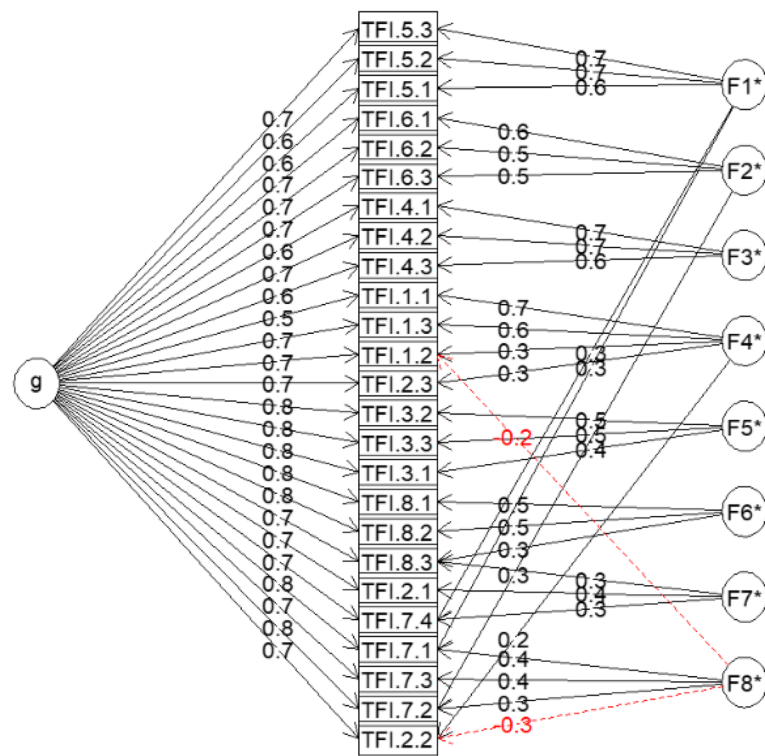 TFI.5.3
TFI.5.2
TFI.5.1
TFI.6.1
TFI.6.2
TFI.6.3
TFI.4.1
TFI.4.2
TFI.4.3
TFI.1.1
TFI.1.3
TFI.1.2
TFI.2.3
TFI.3.2
TFI.3.3
TFI.3.1
TFI.8.1
TFI.8.2
TFI.8.3
TFI.2.1
TFI.7.4
TFI.7.1
TFI.7.3
TFI.7.2
TFI.2.2
g
0.7
0.6
0.6
0.7
0.7
0.6
0.7
0.6
0.5
0.7
0.7
0.7
0.8
0.8
0.8
0.8
0.8
0.7
0.7
0.8
0.7
0.8
0.7
F1*
F2*
F3*
F4*
F5*
F6*
F7*
F8*
0.7
0.7
0.6
0.6
0.5
0.5
0.7
0.7
0.6
0.7
0.6
0.3
0.3
0.3
0.3
-0.2
0.5
0.5
0.4
0.5
0.5
0.3
0.3
0.3
0.4
0.3
0.2
0.4
0.4
0.3
-0.3